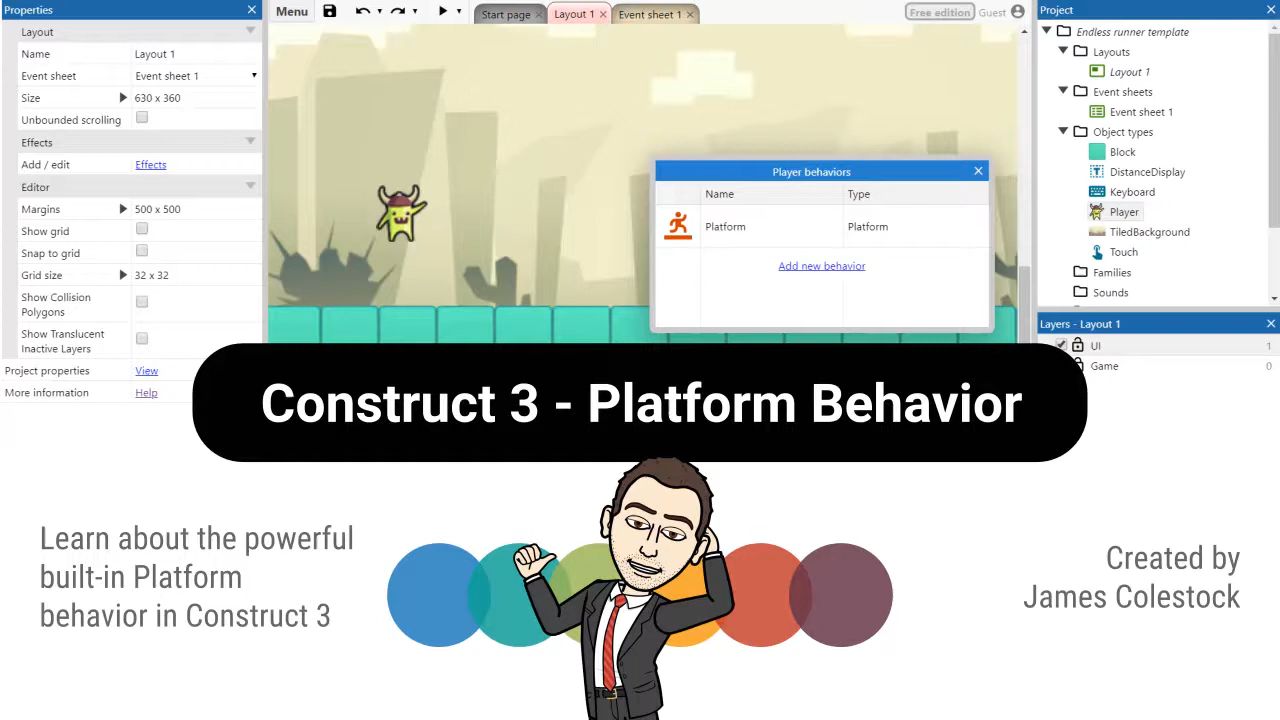 Properties
Layout
Name Layout 1
Event sheet Event sheet 1
Size 630 x 360
Unbounded scrolling
Effects
Add / edit Effects
Editor
Margins 500 x 500
Show grid
Snap to grid
Grid size 32 x 32
Show Collision
Polygons
Show Translucent
Inactive Layers
Project properties View
More information Help
Menu
Start page
Layout 1
Event sheet 1
Free edition
Guest
Player behaviors
Name Type
Platform Platform
Add new behavior
Project
Endless runner template
Layouts
Layout 1
Event sheets
Event sheet 1
Object types
Block
DistanceDisplay
Keyboard
Player
TiledBackground
Touch
Families
Sounds
Layers - Layout 1
UI 1
Game 0
Construct 3 - Platform Behavior
Learn about the powerful
built-in Platform
behavior in Construct 3
Created by
James Colestock